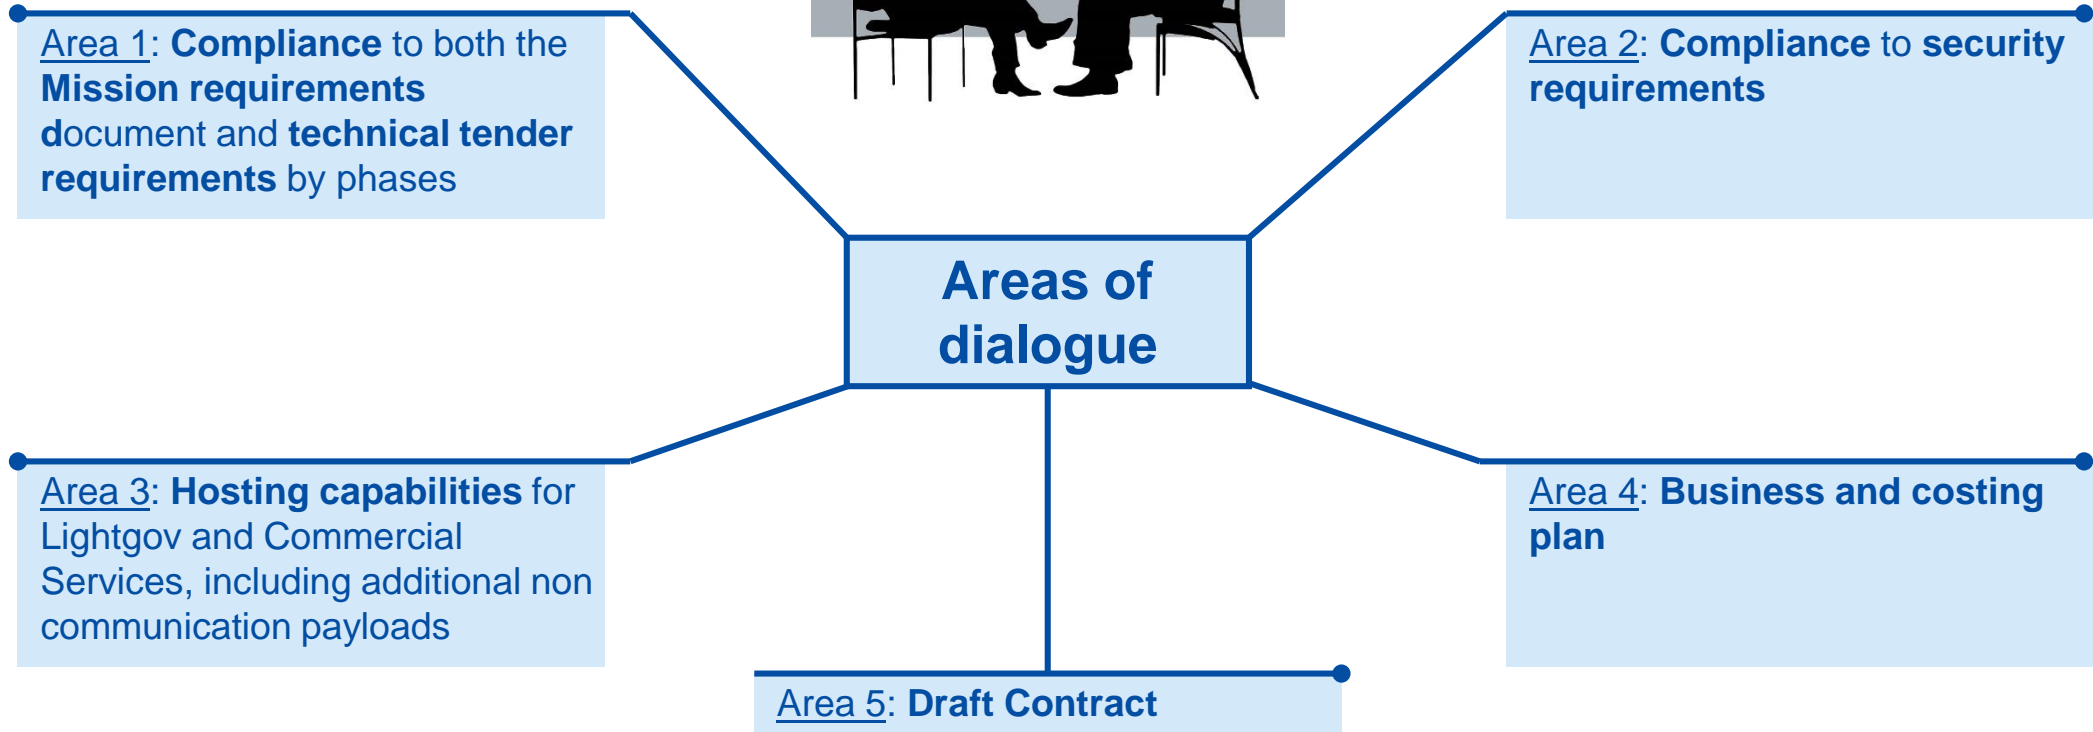 Area 1: Compliance to both the
Mission requirements
document and technical tender
requirements by phases
Area 2: Compliance to security
requirements
Areas of
dialogue
Area 3: Hosting capabilities for
Lightgov and Commercial
Services, including additional non
communication payloads
Area 4: Business and costing
plan
Area 5: Draft Contract